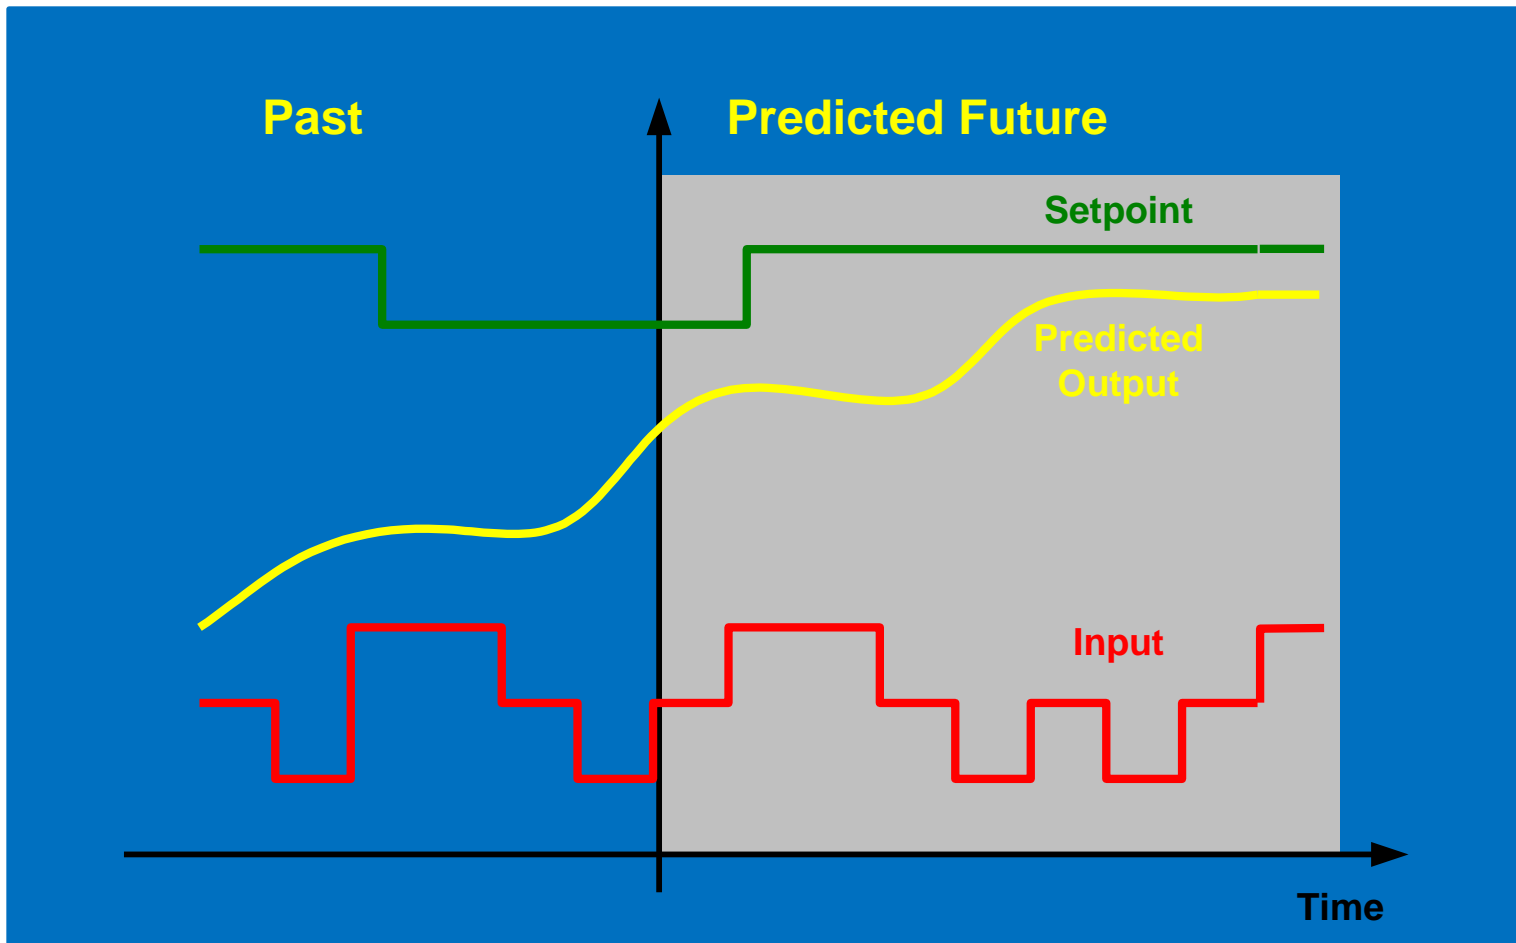 Past
Predicted Future
Setpoint
Predicted
Output
Input
Time